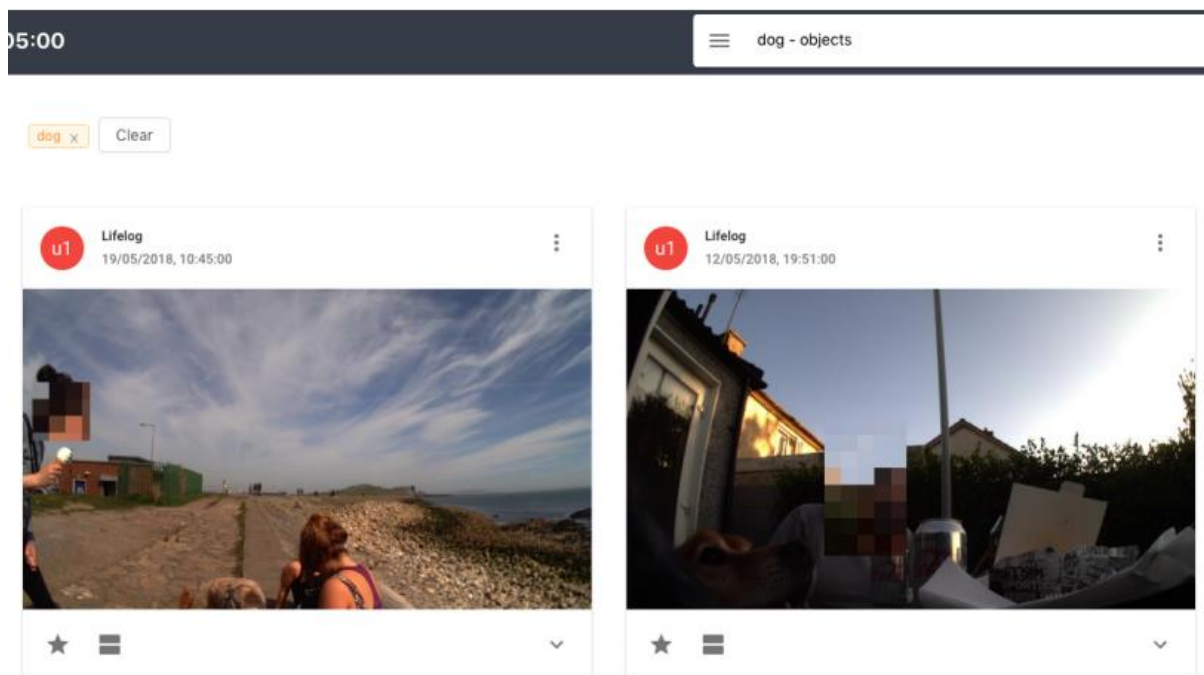 05:00
dog - objects
dog x
Clear
u1
Lifelog
19/05/2018, 10:45:00
u1
Lifelog
12/05/2018, 19:51:00